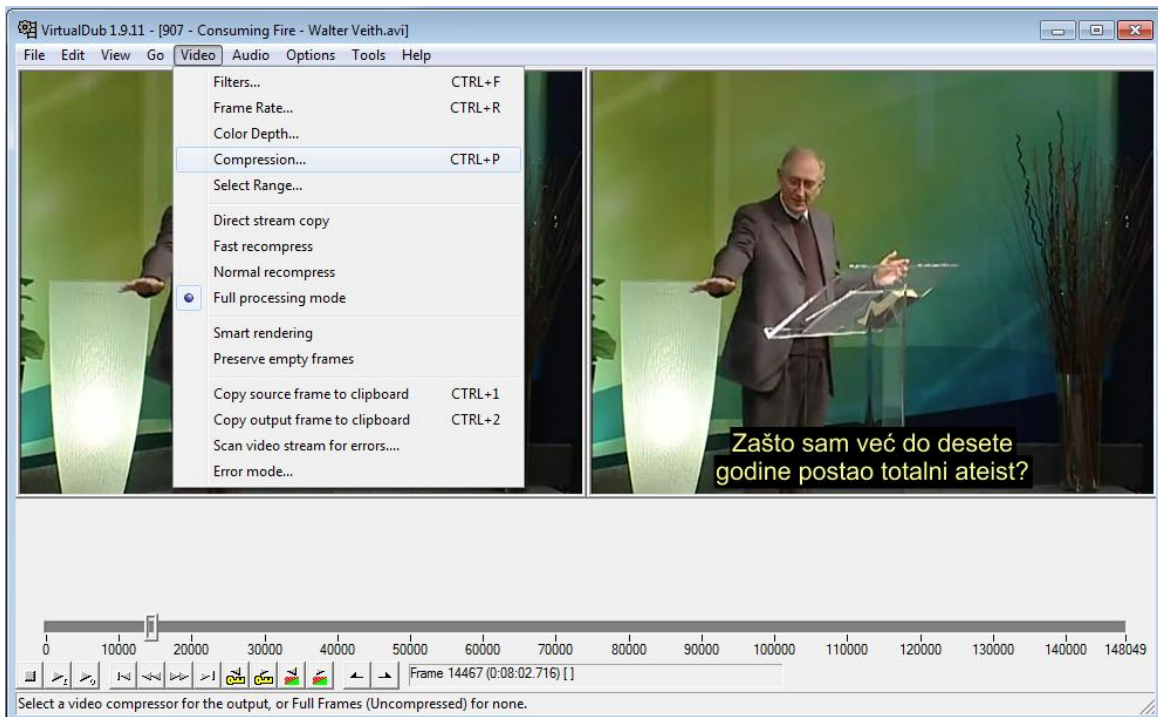 VirtualDub 1.9.11 - [907 - Consuming Fire - Walter Veith.avi]
File Edit View Go Video Audio Options Tools Help
Filters... CTRL+F
Frame Rate... CTRL+R
Color Depth...
Compression... CTRL+P
Select Range...
Direct stream copy
Fast recompress
Normal recompress
Full processing mode
Smart rendering
Preserve empty frames
Copy source frame to clipboard CTRL+1
Copy output frame to clipboard CTRL+2
Scan video stream for errors....
Error mode...
Zašto sam već do desete
godine postao totalni ateist?
0 10000 20000 30000 40000 50000 60000 70000 80000 90000 100000 110000 120000 130000 140000 148049
Frame 14467 (0:08:02.716) [ ]
Select a video compressor for the output, or Full Frames (Uncompressed) for none.